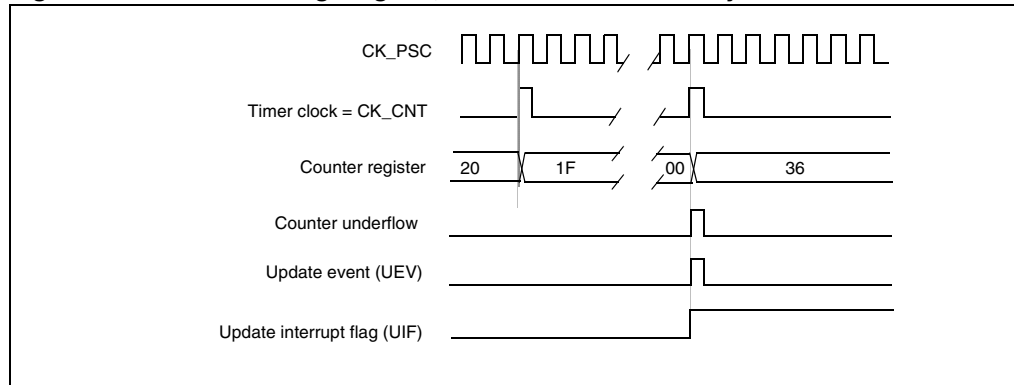 CK_PSC
Timer clock = CK_CNT
Counter register 20 1F 00 36
Counter underflow
Update event (UEV)
Update interrupt flag (UIF)